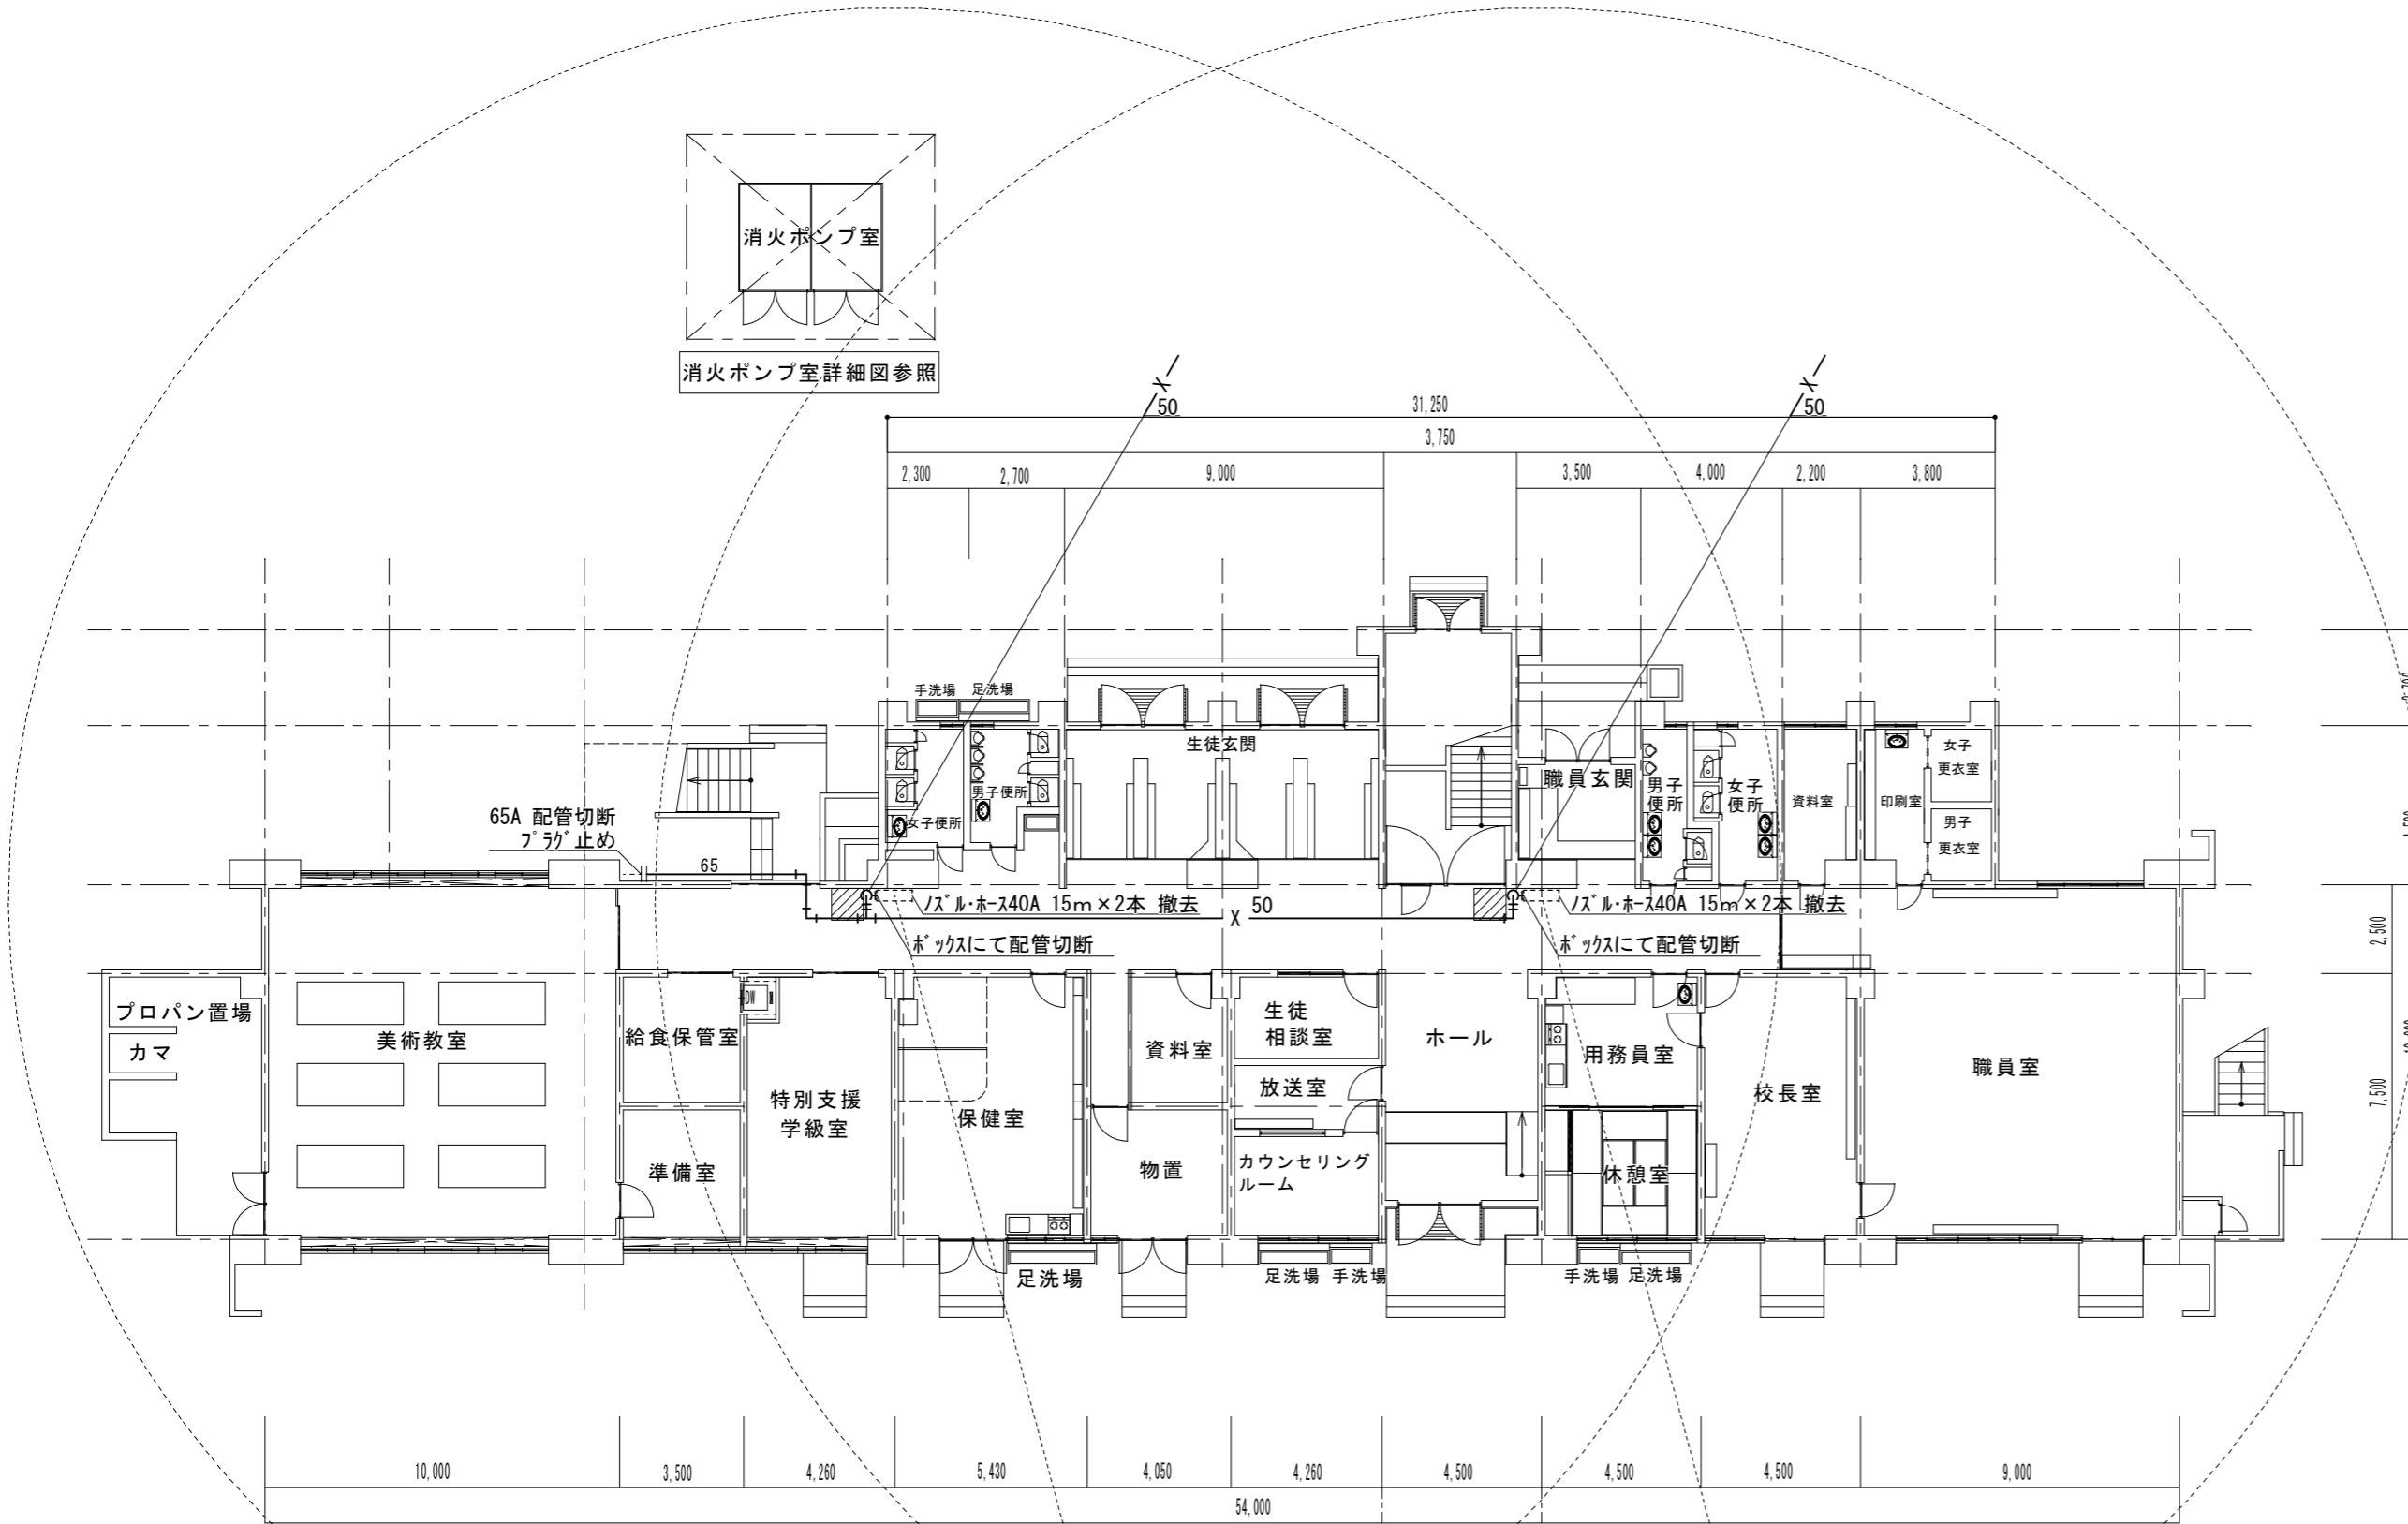 消火ポンプ室
消火ポンプ室詳細図参照
50
50
31,250
3,750
2,300
2,700
9,000
3,500
4,000
2,200
3,800
手洗場
足洗場
生徒玄関
職員玄関
男子
便所
女子
便所
資料室
印刷室
女子
更衣室
男子
更衣室
男子便所
女子便所
65A 配管切断
プラグ止め
65
ノズル・ホース40A 15m×2本 撤去
50
ノズル・ホース40A 15m×2本 撤去
ボックスにて配管切断
ボックスにて配管切断
2,500
7,500
プロパン置場
カマ
美術教室
給食保管室
DW
特別支援
学級室
準備室
保健室
資料室
物置
生徒
相談室
放送室
カウンセリング
ルーム
ホール
用務員室
休憩室
校長室
職員室
足洗場
足洗場
手洗場
手洗場
足洗場
10,000
3,500
4,260
5,430
4,050
4,260
4,500
4,500
4,500
9,000
54,000